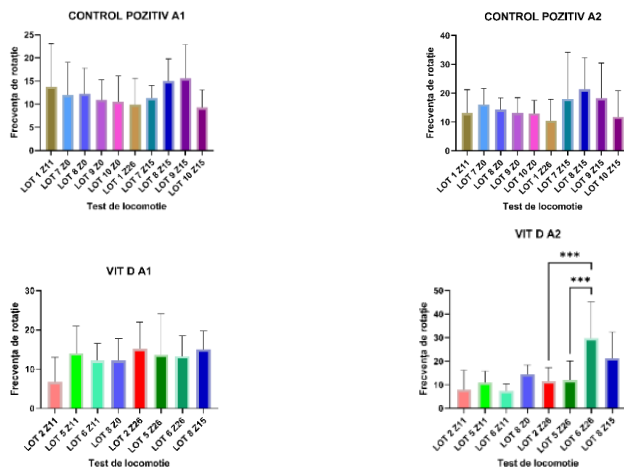 CONTROL POZITIV A1
Frecvența de rotație
25
20
15
10
5
0
LOT 1 Z11
LOT 7 Z0
LOT 8 Z0
LOT 9 Z0
LOT 10 Z0
LOT 1 Z26
LOT 7 Z15
LOT 8 Z15
LOT 9 Z15
LOT 10 Z15
Test de locomotie
CONTROL POZITIV A2
Frecvența de rotație
40
30
20
10
0
LOT 1 Z11
LOT 7 Z0
LOT 8 Z0
LOT 9 Z0
LOT 10 Z0
LOT 1 Z26
LOT 7 Z15
LOT 8 Z15
LOT 9 Z15
LOT 10 Z15
Test de locomotie
VIT D A1
Frecvența de rotație
30
20
10
0
LOT 2 Z11
LOT 5 Z11
LOT 6 Z11
LOT 8 Z0
LOT 2 Z26
LOT 5 Z26
LOT 6 Z26
LOT 8 Z15
Test de locomotie
VIT D A2
***
***
Frecvența de rotație
50
40
30
20
10
0
LOT 2 Z11
LOT 5 Z11
LOT 6 Z11
LOT 8 Z0
LOT 2 Z26
LOT 5 Z26
LOT 6 Z26
LOT 8 Z15
Test de locomotie